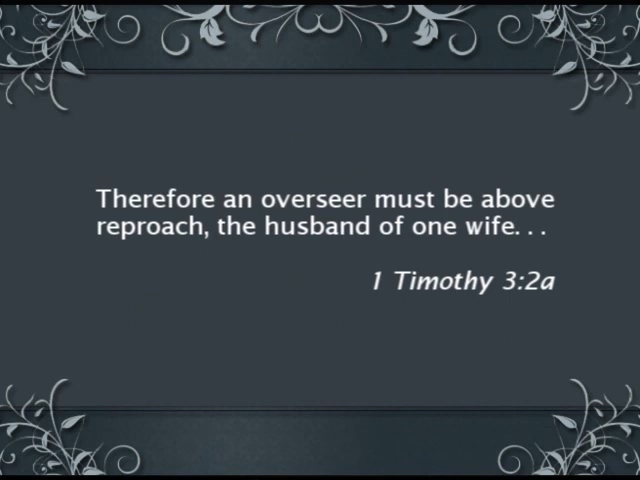 Therefore an overseer must be above
reproach, the husband of one wife. . .
1 Timothy 3:2a